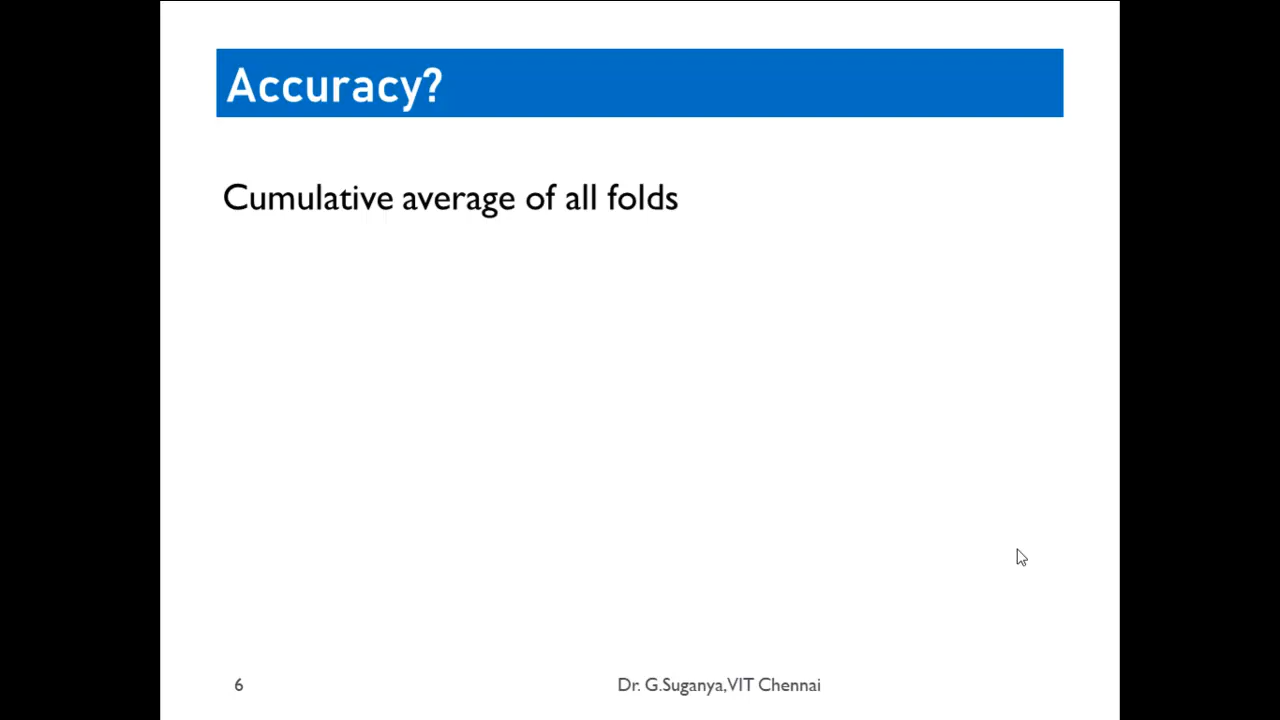 Accuracy?
Cumulative average of all folds
6
Dr. G.Suganya,VIT Chennai